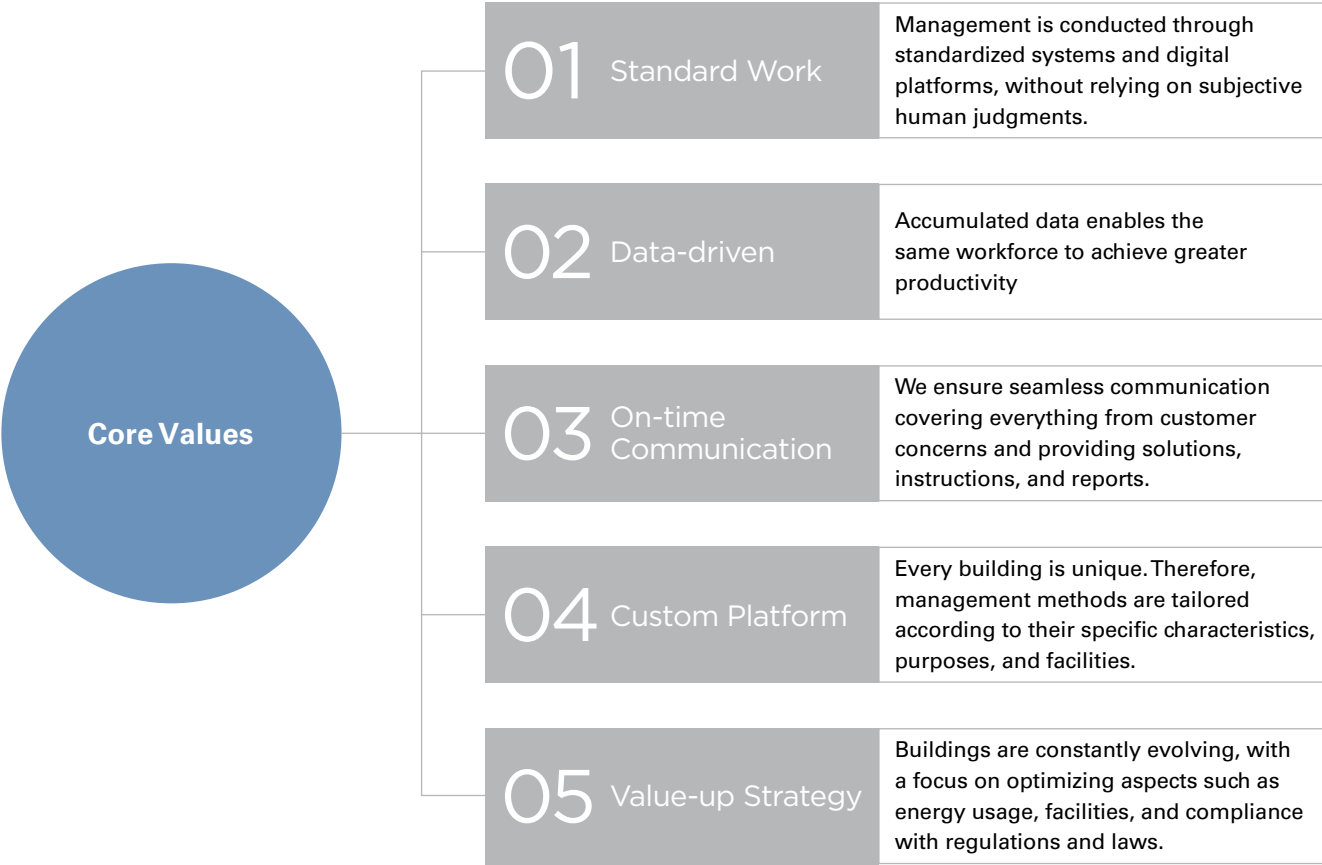 Core Values
01 Standard Work
Management is conducted through
standardized systems and digital
platforms, without relying on subjective
human judgments.
02 Data-driven
Accumulated data enables the
same workforce to achieve greater
productivity
03 On-time
Communication
We ensure seamless communication
covering everything from customer
concerns and providing solutions,
instructions, and reports.
04 Custom Platform
Every building is unique. Therefore,
management methods are tailored
according to their specific characteristics,
purposes, and facilities.
05 Value-up Strategy
Buildings are constantly evolving, with
a focus on optimizing aspects such as
energy usage, facilities, and compliance
with regulations and laws.